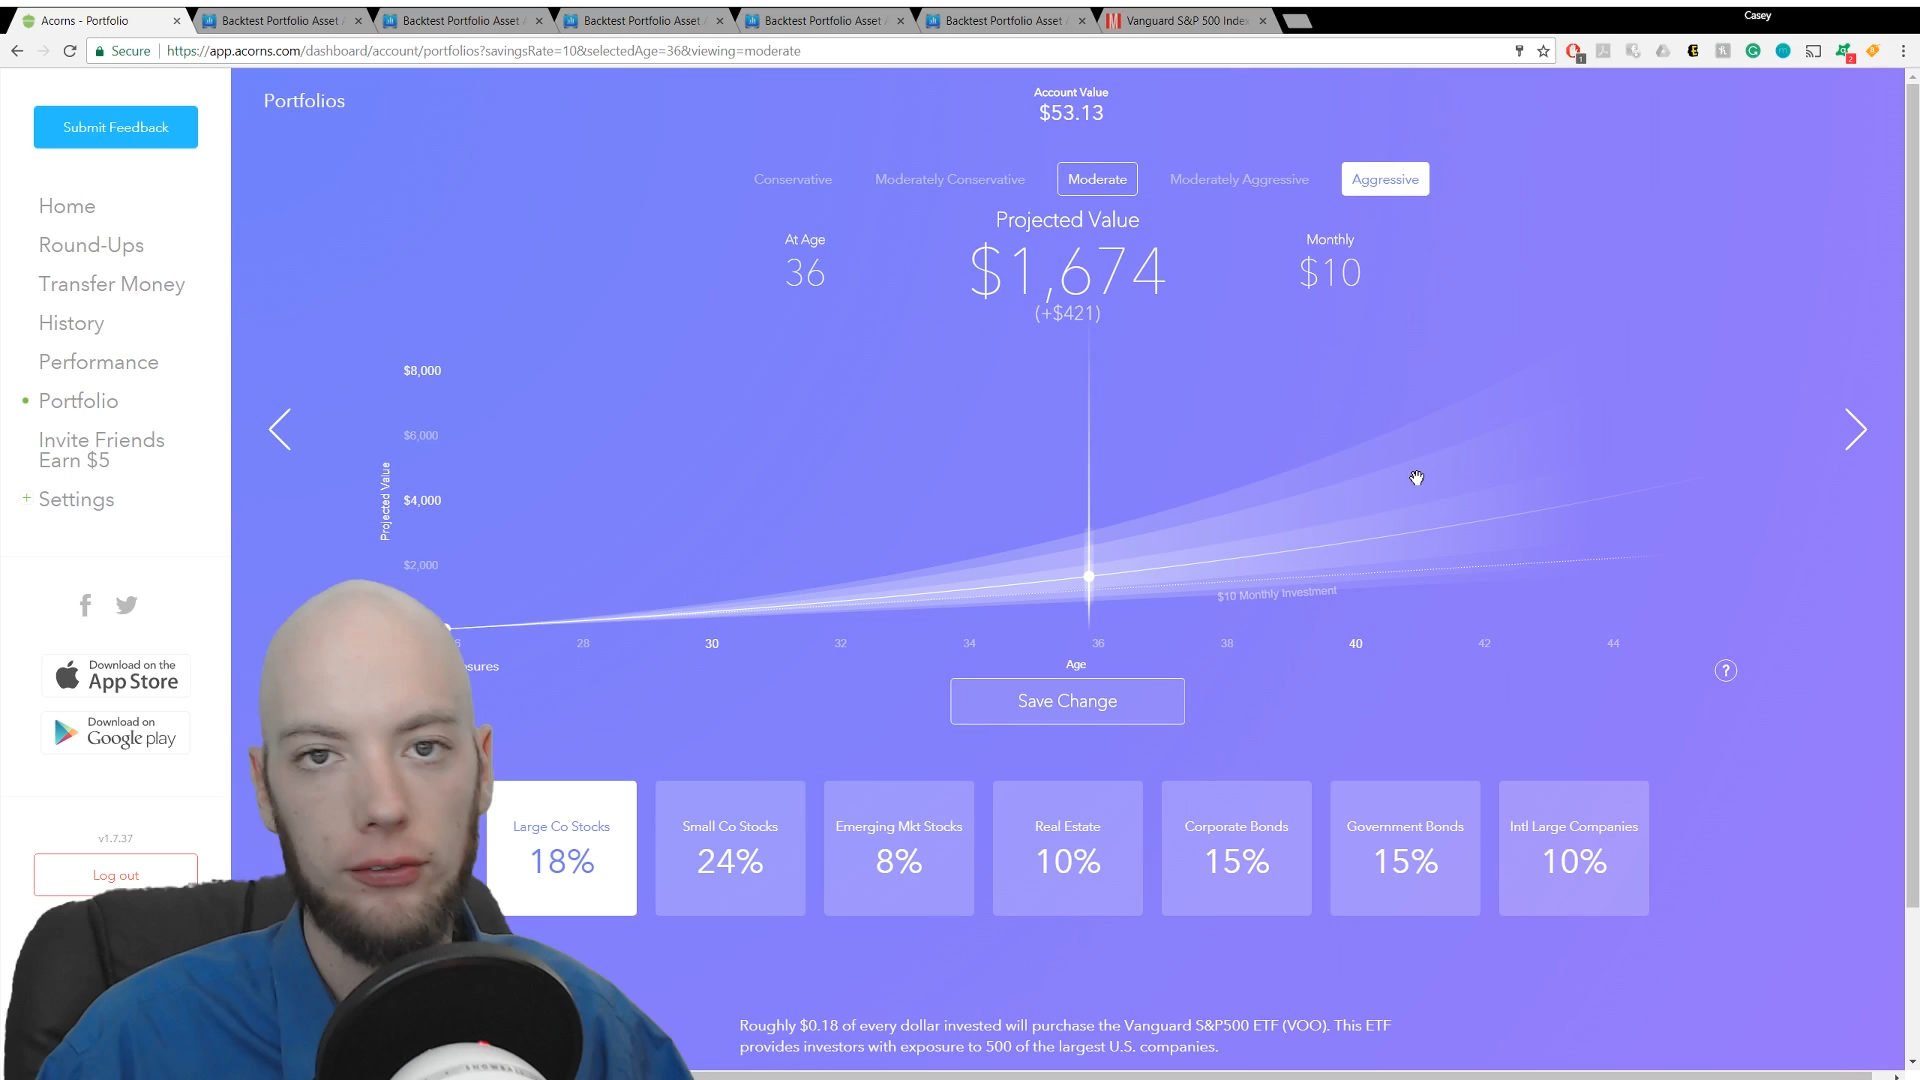 Casey
Acorns - Portfolio
Backtest Portfolio Asset
Backtest Portfolio Asset
Backtest Portfolio Asset
Backtest Portfolio Asset
Backtest Portfolio Asset
Vanguard S&P 500 Inde
Secure
https://app.acorns.com/dashboard/account/portfolios?savingsRate=10&selectedAge=36&viewing=moderate
Submit Feedback
Home
Round-Ups
Transfer Money
History
Performance
Portfolio
Invite Friends
Earn $5
+ Settings
Download on the
App Store
Download on
Google play
v1.7.37
Log out
Portfolios
Account Value
$53.13
Conservative
Moderately Conservative
Moderate
Moderately Aggressive
Aggressive
Projected Value
At Age
36
$1,674
(+$421)
Monthly
$10
$8,000
$6,000
$4,000
$2,000
Projected Value
$10 Monthly Investment
6
28
30
32
34
36
38
40
42
44
Age
osures
?
Save Change
Large Co Stocks
18%
Small Co Stocks
24%
Emerging Mkt Stocks
8%
Real Estate
10%
Corporate Bonds
15%
Government Bonds
15%
Intl Large Companies
10%
Roughly $0.18 of every dollar invested will purchase the Vanguard S&P500 ETF (VOO). This ETF
provides investors with exposure to 500 of the largest U.S. companies.